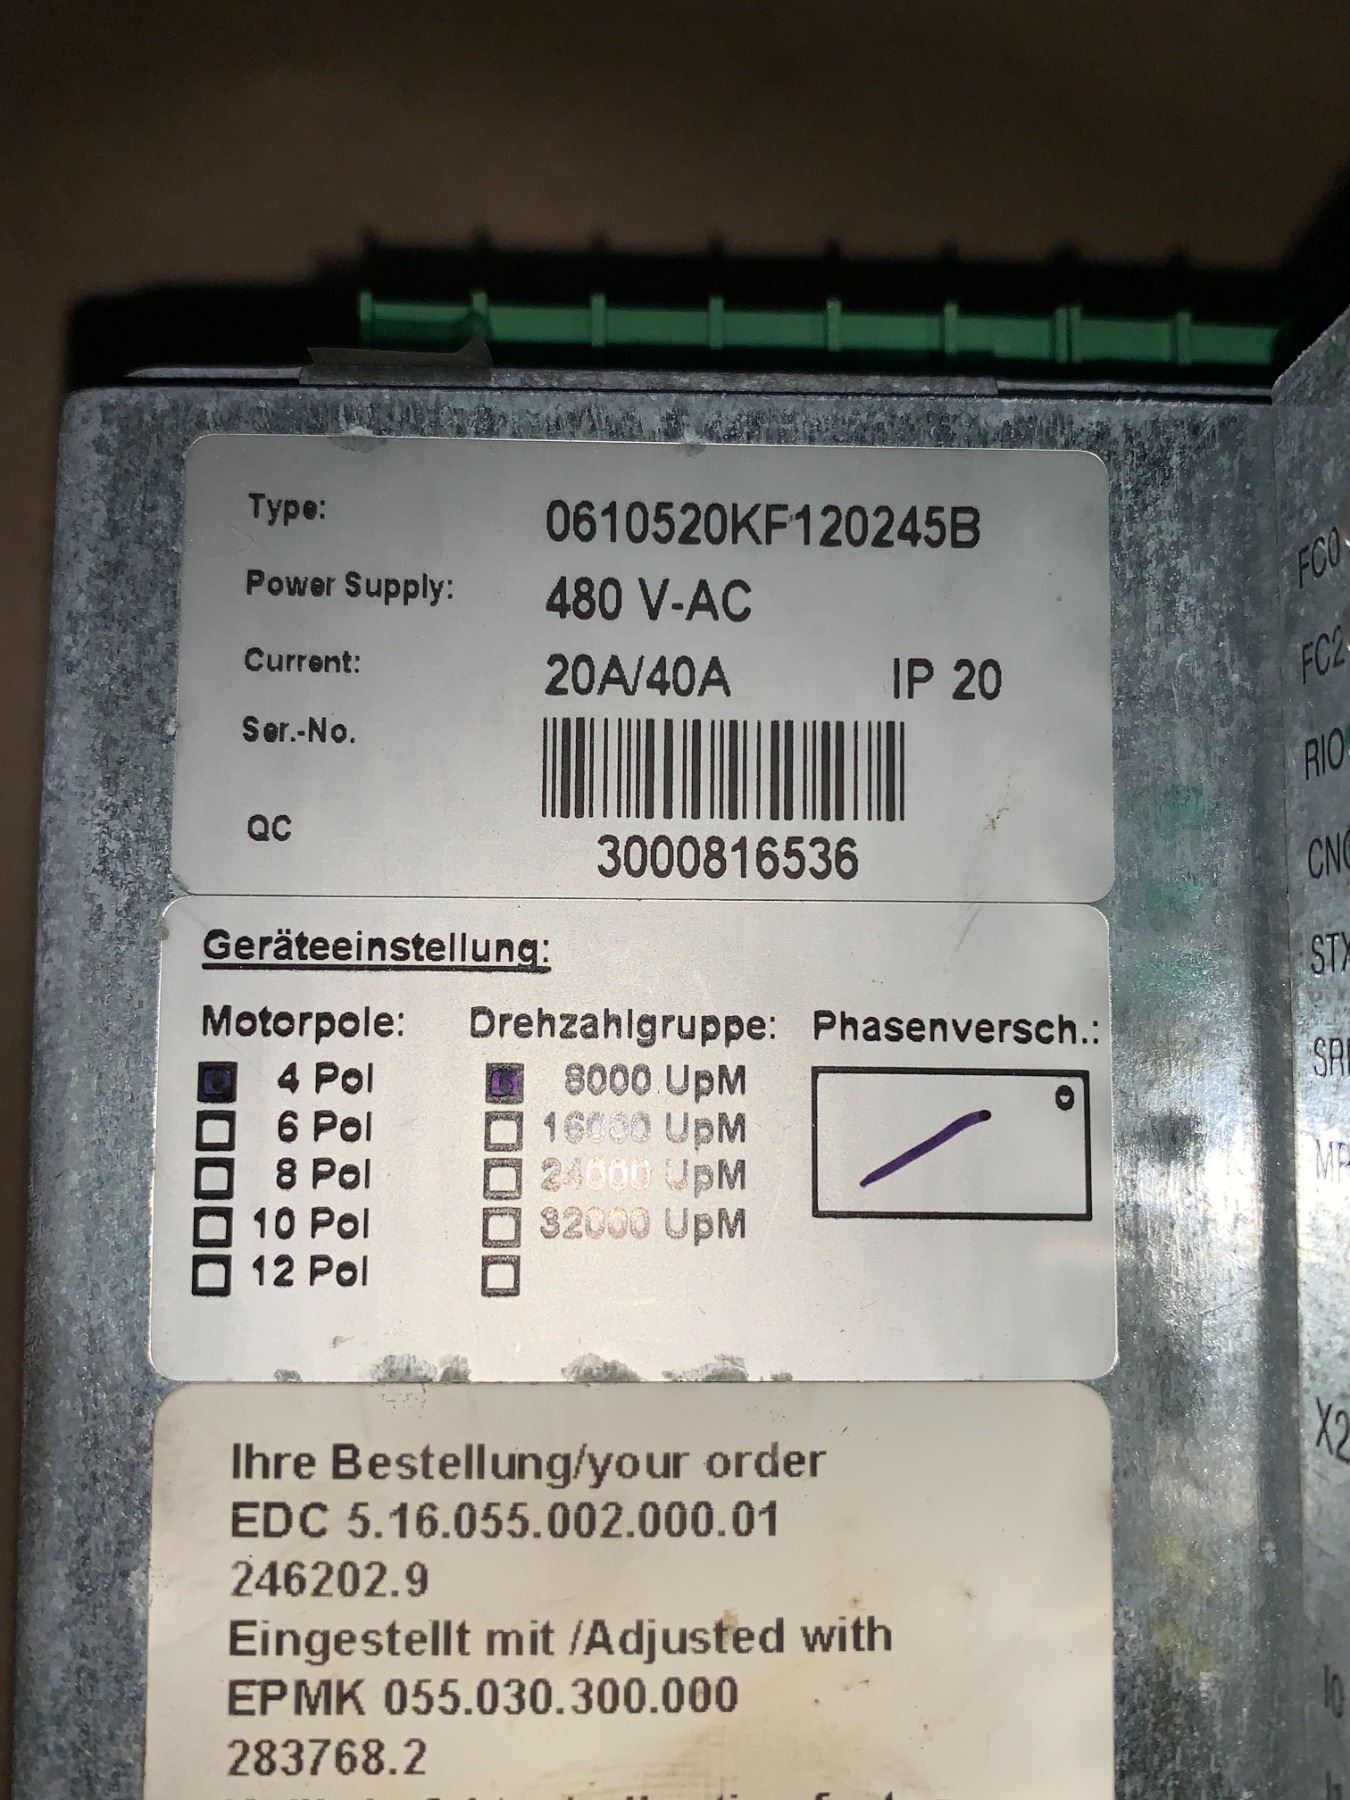 Type: 0610520KF120245B
Power Supply: 480 V-AC
Current: 20A/40A IP 20
Ser.-No.
QC
3000816536
Geräteeinstellung:
Motorpole: Drehzahlgruppe: Phasenversch.:
4 Pol 8000 UpM
6 Pol 16000 UpM
8 Pol 24000 UpM
10 Pol 32000 UpM
12 Pol
Ihre Bestellung/your order
EDC 5.16.055.002.000.01
246202.9
Eingestellt mit /Adjusted with
EPMK 055.030.300.000
283768.2
FC0
FC2
RIO